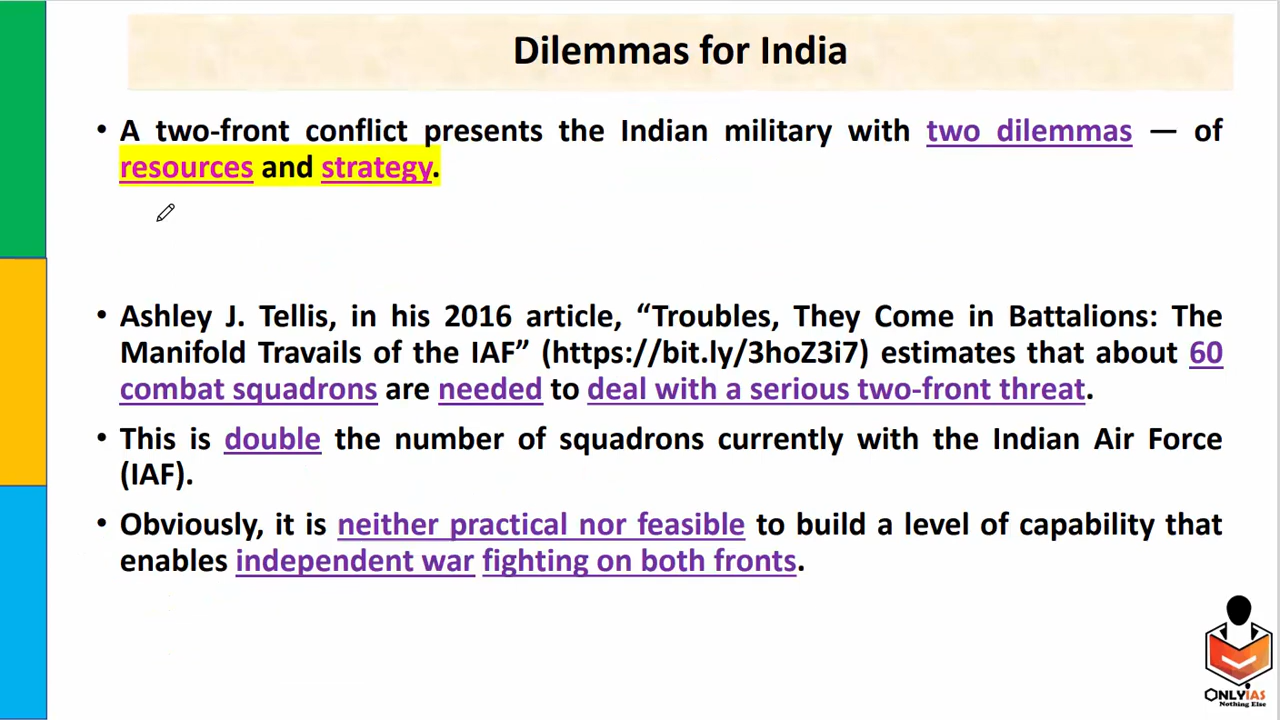 Dilemmas for India
• A two-front conflict presents the Indian military with two dilemmas — of
resources and strategy.
• Ashley J. Tellis, in his 2016 article, “Troubles, They Come in Battalions: The
Manifold Travails of the IAF” (https://bit.ly/3hoZ3i7) estimates that about 60
combat squadrons are needed to deal with a serious two-front threat.
• This is double the number of squadrons currently with the Indian Air Force
(IAF).
• Obviously, it is neither practical nor feasible to build a level of capability that
enables independent war fighting on both fronts.
ONLYIAS
Nothing Else